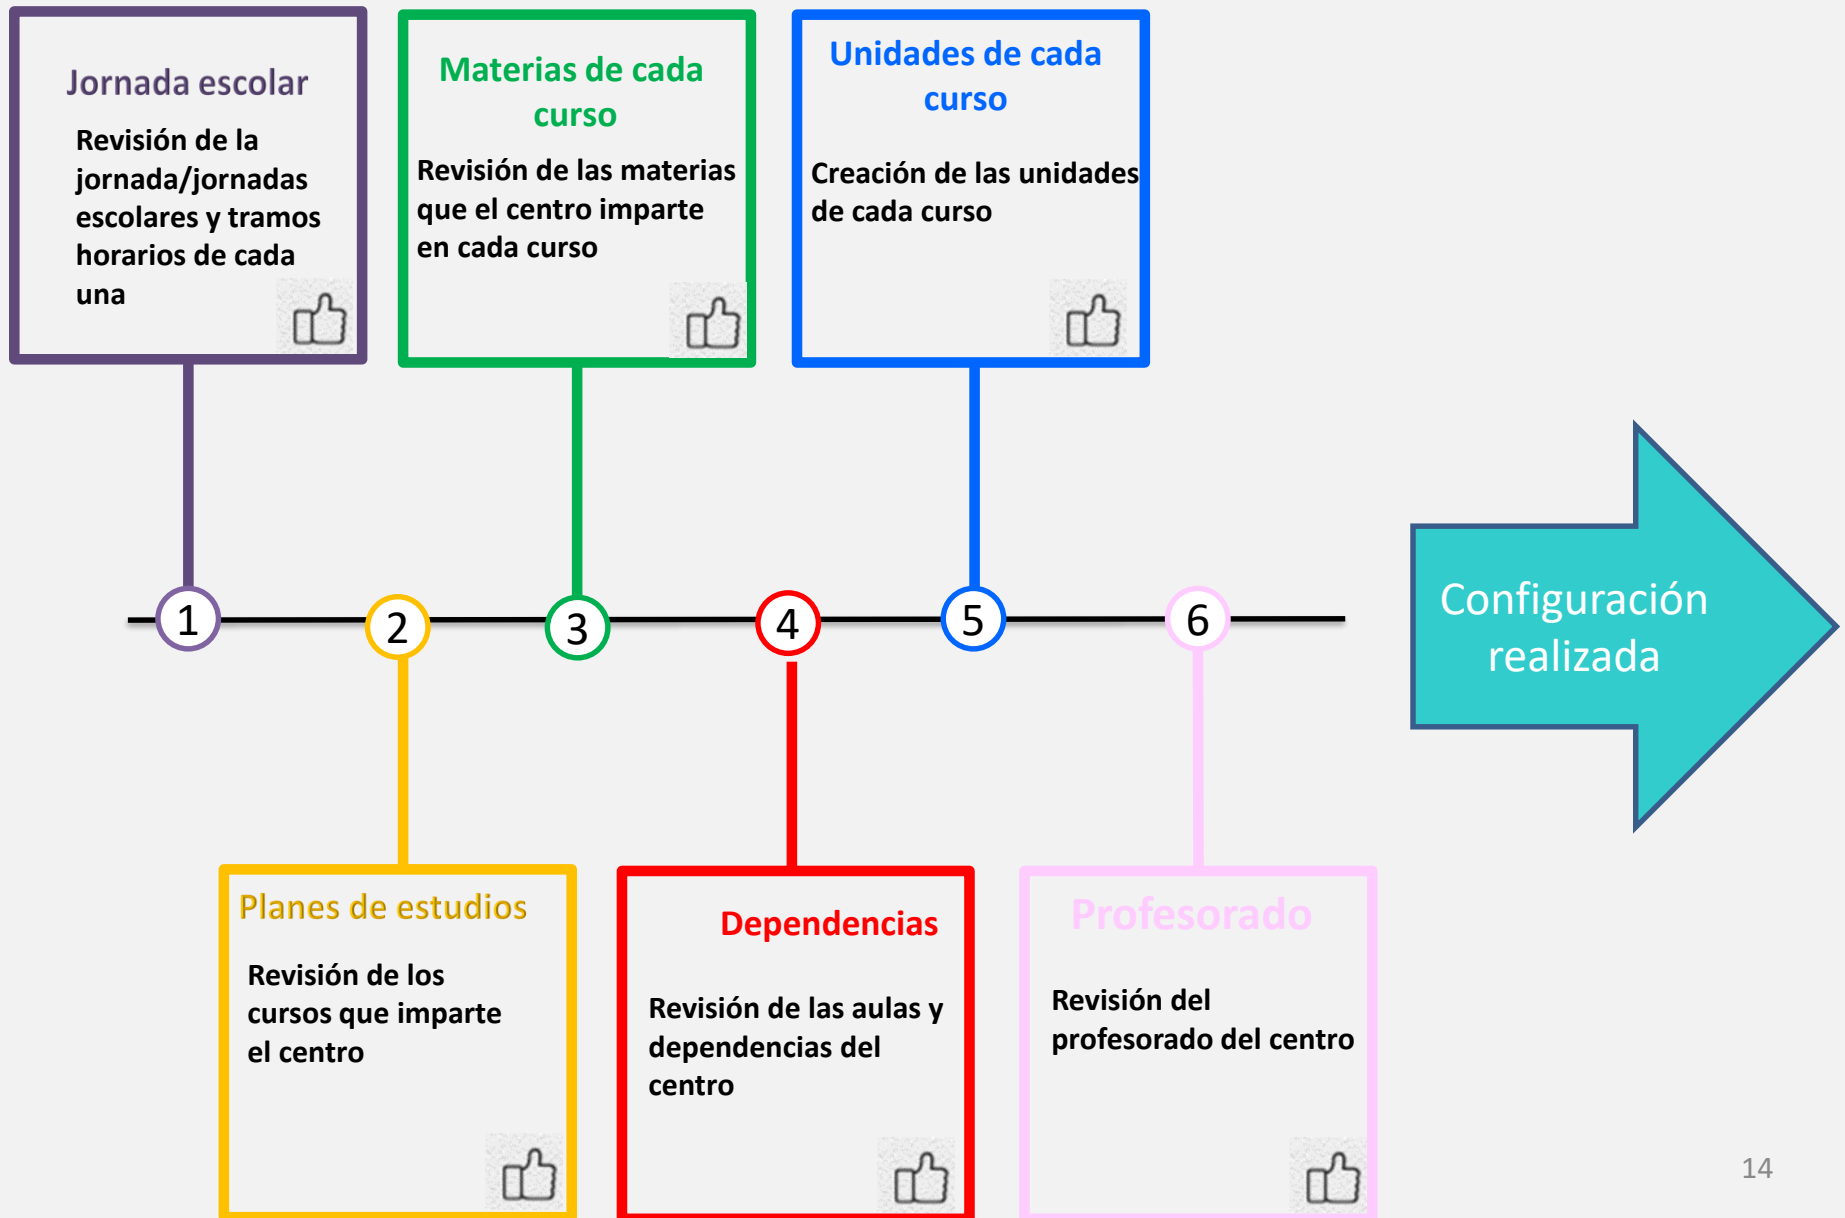 Jornada escolar
Revisión de la
jornada/jornadas
escolares y tramos
horarios de cada
una
Materias de cada
curso
Revisión de las materias
que el centro imparte
en cada curso
Unidades de cada
curso
Creación de las unidades
de cada curso
1
2
3
4
5
6
Configuración
realizada
Planes de estudios
Revisión de los
cursos que imparte
el centro
Dependencias
Revisión de las aulas y
dependencias del
centro
Profesorado
Revisión del
profesorado del centro
14